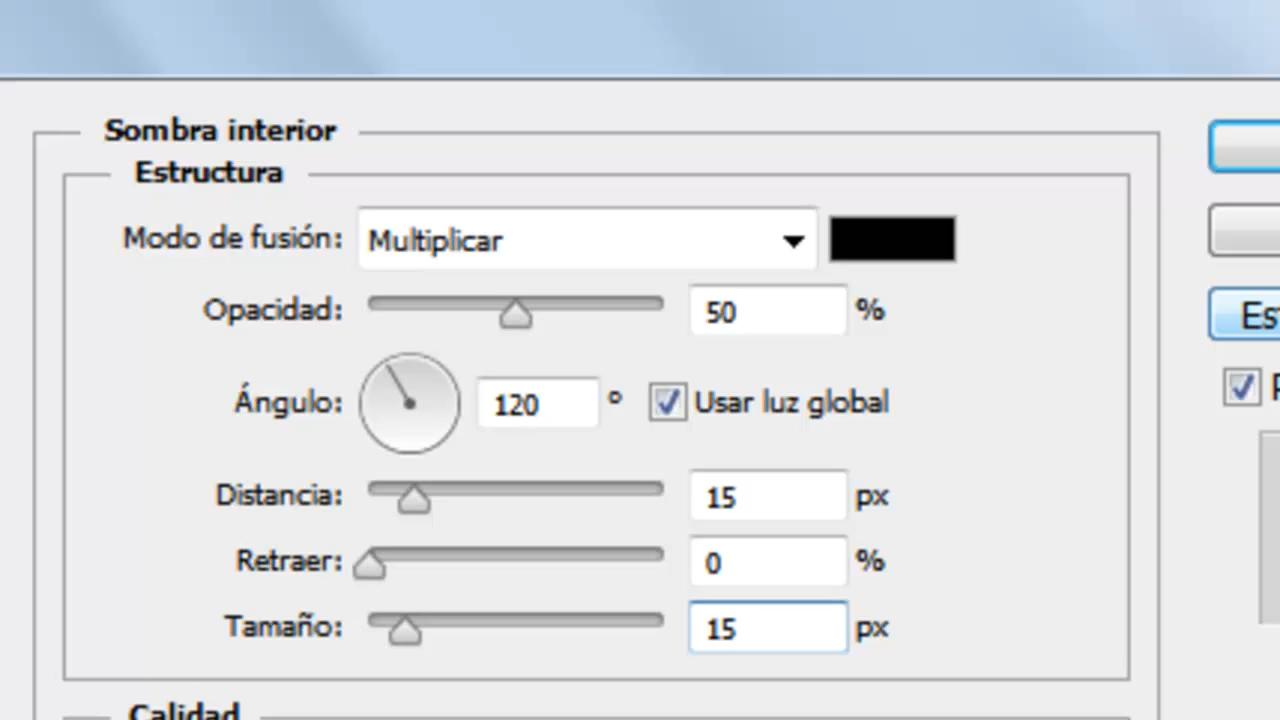 Sombra interior
Estructura
Modo de fusión: Multiplicar
Opacidad: 50 %
Ángulo: 120 ° Usar luz global
Distancia: 15 px
Retraer: 0 %
Tamaño: 15 px
Calidad